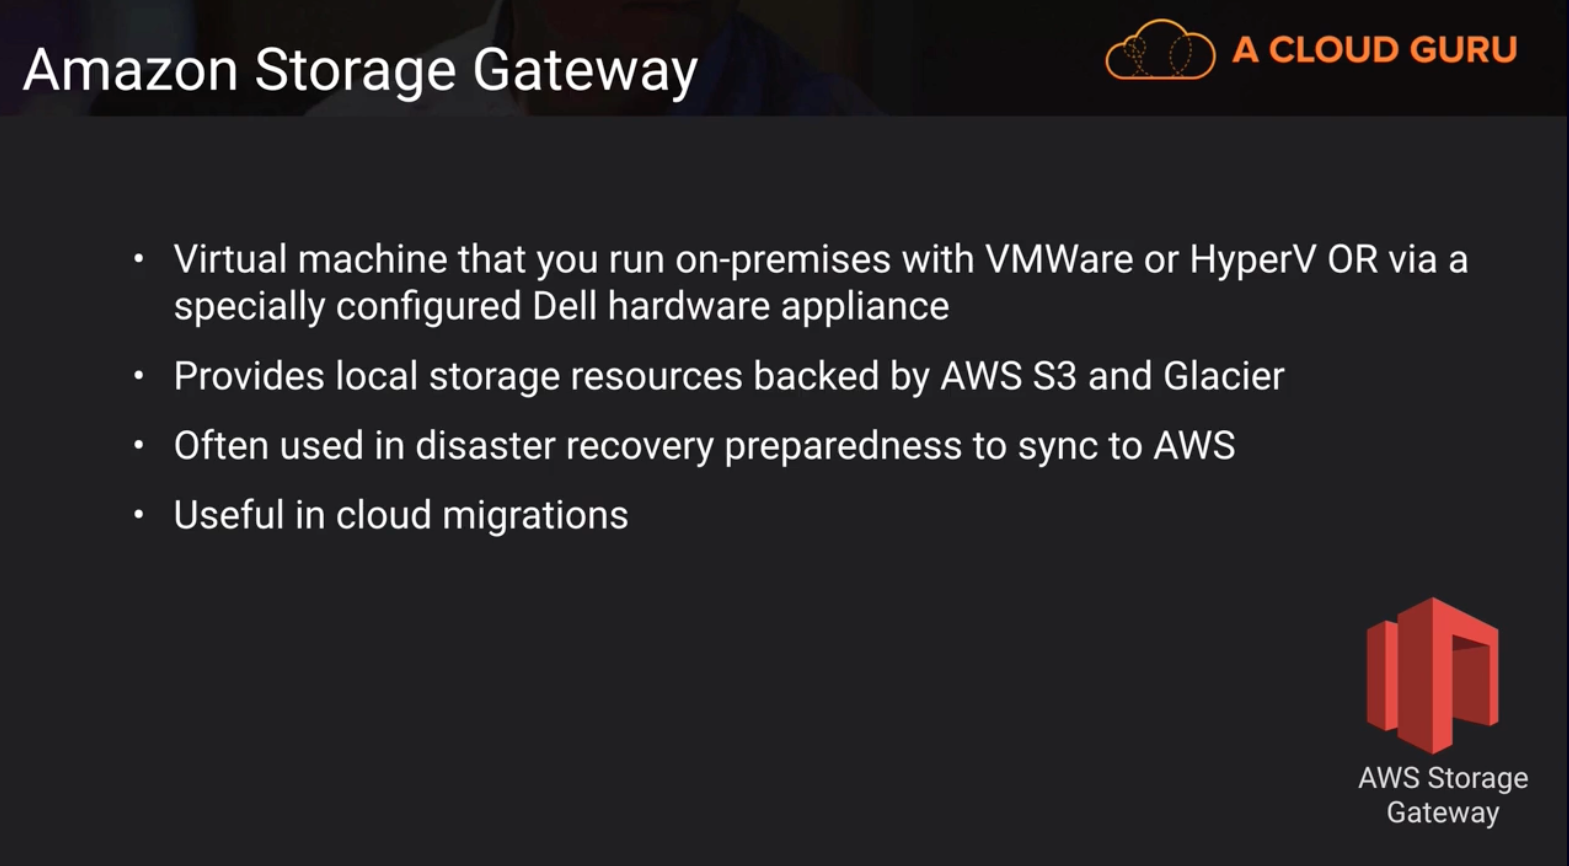 Amazon Storage Gateway
A CLOUD GURU
• Virtual machine that you run on-premises with VMWare or HyperV OR via a
specially configured Dell hardware appliance
• Provides local storage resources backed by AWS S3 and Glacier
• Often used in disaster recovery preparedness to sync to AWS
• Useful in cloud migrations
AWS Storage
Gateway